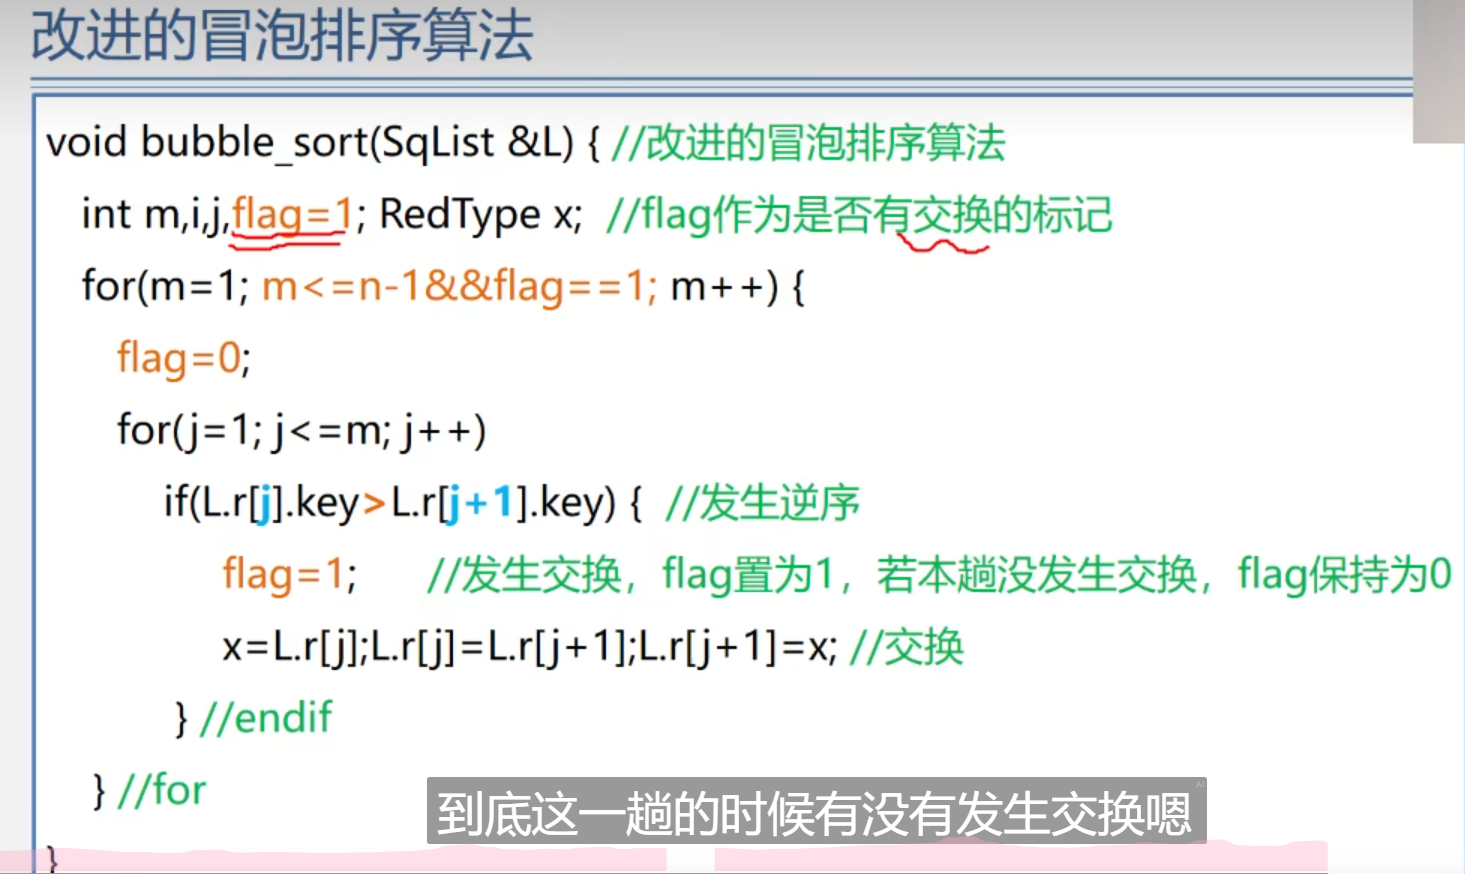 改进的冒泡排序算法
void bubble_sort(SqList &L) { //改进的冒泡排序算法
int m,i,j,flag=1; RedType x; //flag作为是否有交换的标记
for(m=1; m<=n-1&&flag==1; m++) {
flag=0;
for(j=1; j<=m; j++)
if(L.r[j].key>L.r[j+1].key) { //发生逆序
flag=1; //发生交换，flag置为1，若本趟没发生交换，flag保持为0
x=L.r[j];L.r[j]=L.r[j+1];L.r[j+1]=x; //交换
} //endif
} //for
AI
到底这一趟的时候有没有发生交换嗯
}